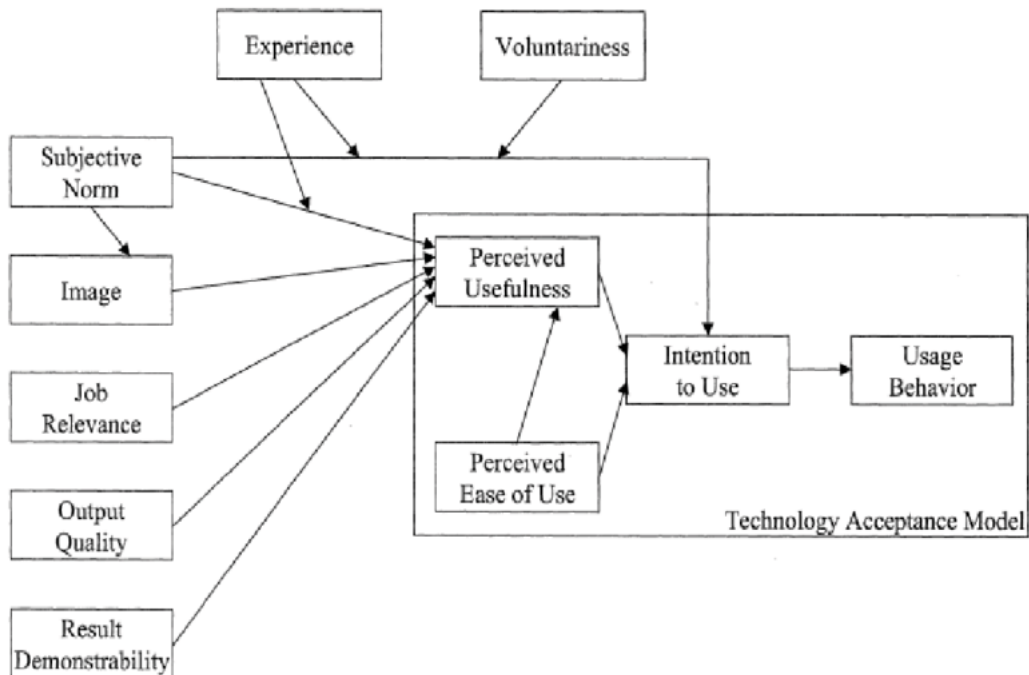 Experience
Voluntariness
Subjective
Norm
Image
Job
Relevance
Output
Quality
Result
Demonstrability
Perceived
Usefulness
Perceived
Ease of Use
Intention
to Use
Usage
Behavior
Technology Acceptance Model